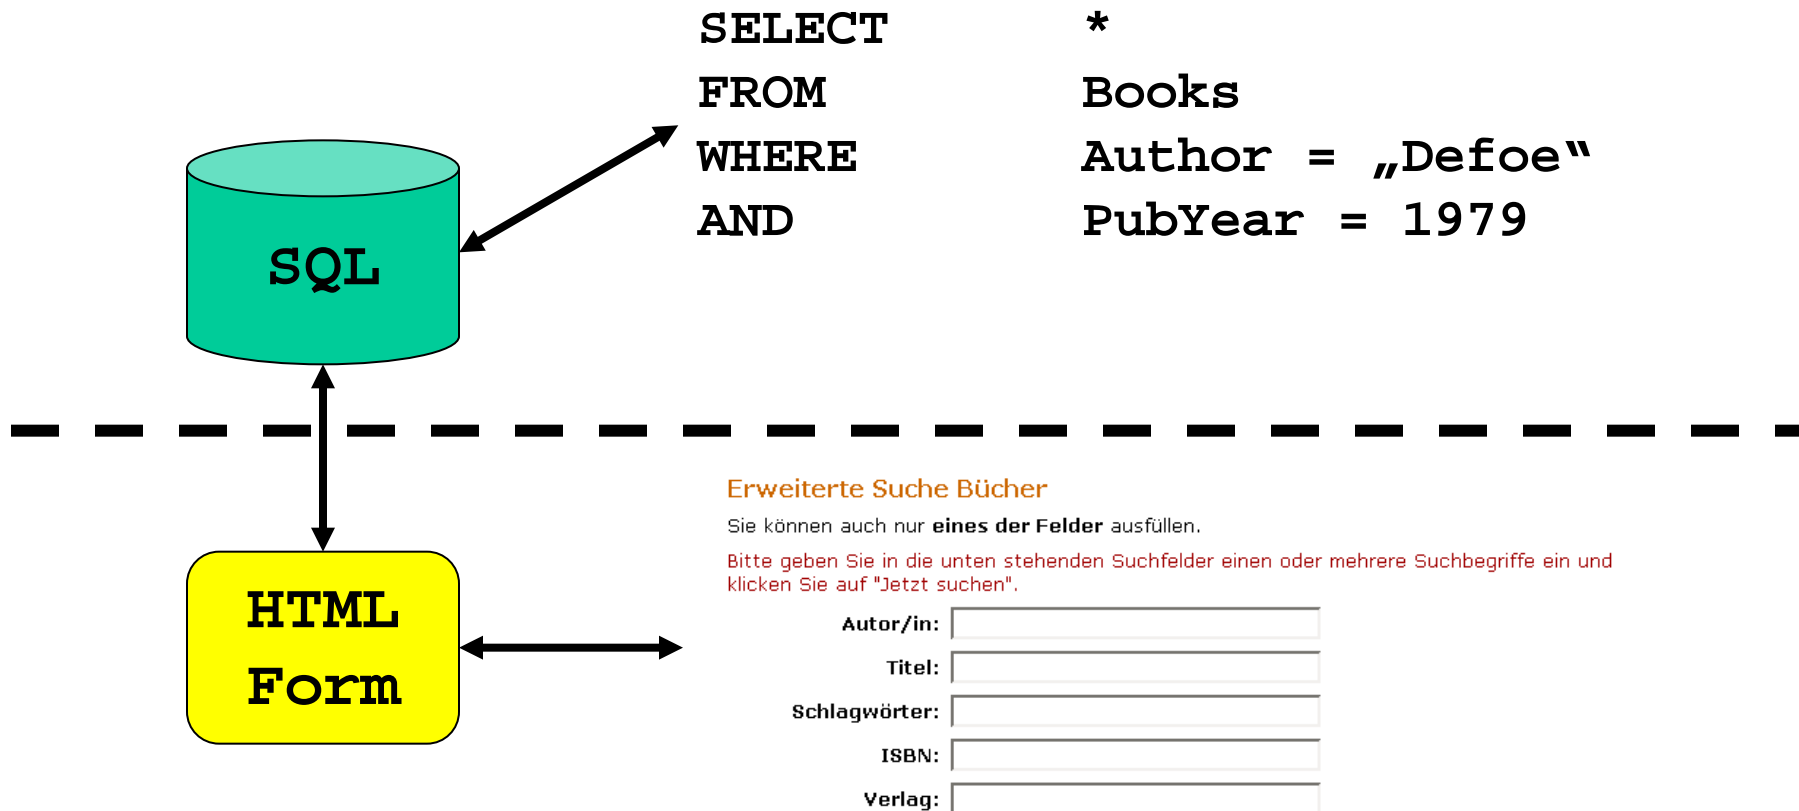 SELECT *
FROM Books
WHERE Author = „Defoe“
AND PubYear = 1979
SQL
Erweiterte Suche Bücher
Sie können auch nur eines der Felder ausfüllen.
Bitte geben Sie in die unten stehenden Suchfelder einen oder mehrere Suchbegriffe ein und
klicken Sie auf "Jetzt suchen".
HTML
Form
Autor/in:
Titel:
Schlagwörter:
ISBN:
Verlag: